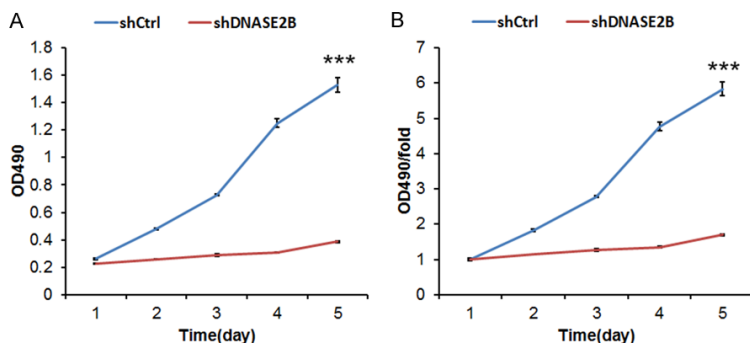 A
shCtrl shDNASE2B
1.8
1.6
1.4
1.2
1
0.8
0.6
0.4
0.2
0
OD490
***
1 2 3 4 5
Time(day)
B
shCtrl shDNASE2B
7
6
5
4
3
2
1
0
OD490/fold
***
1 2 3 4 5
Time(day)